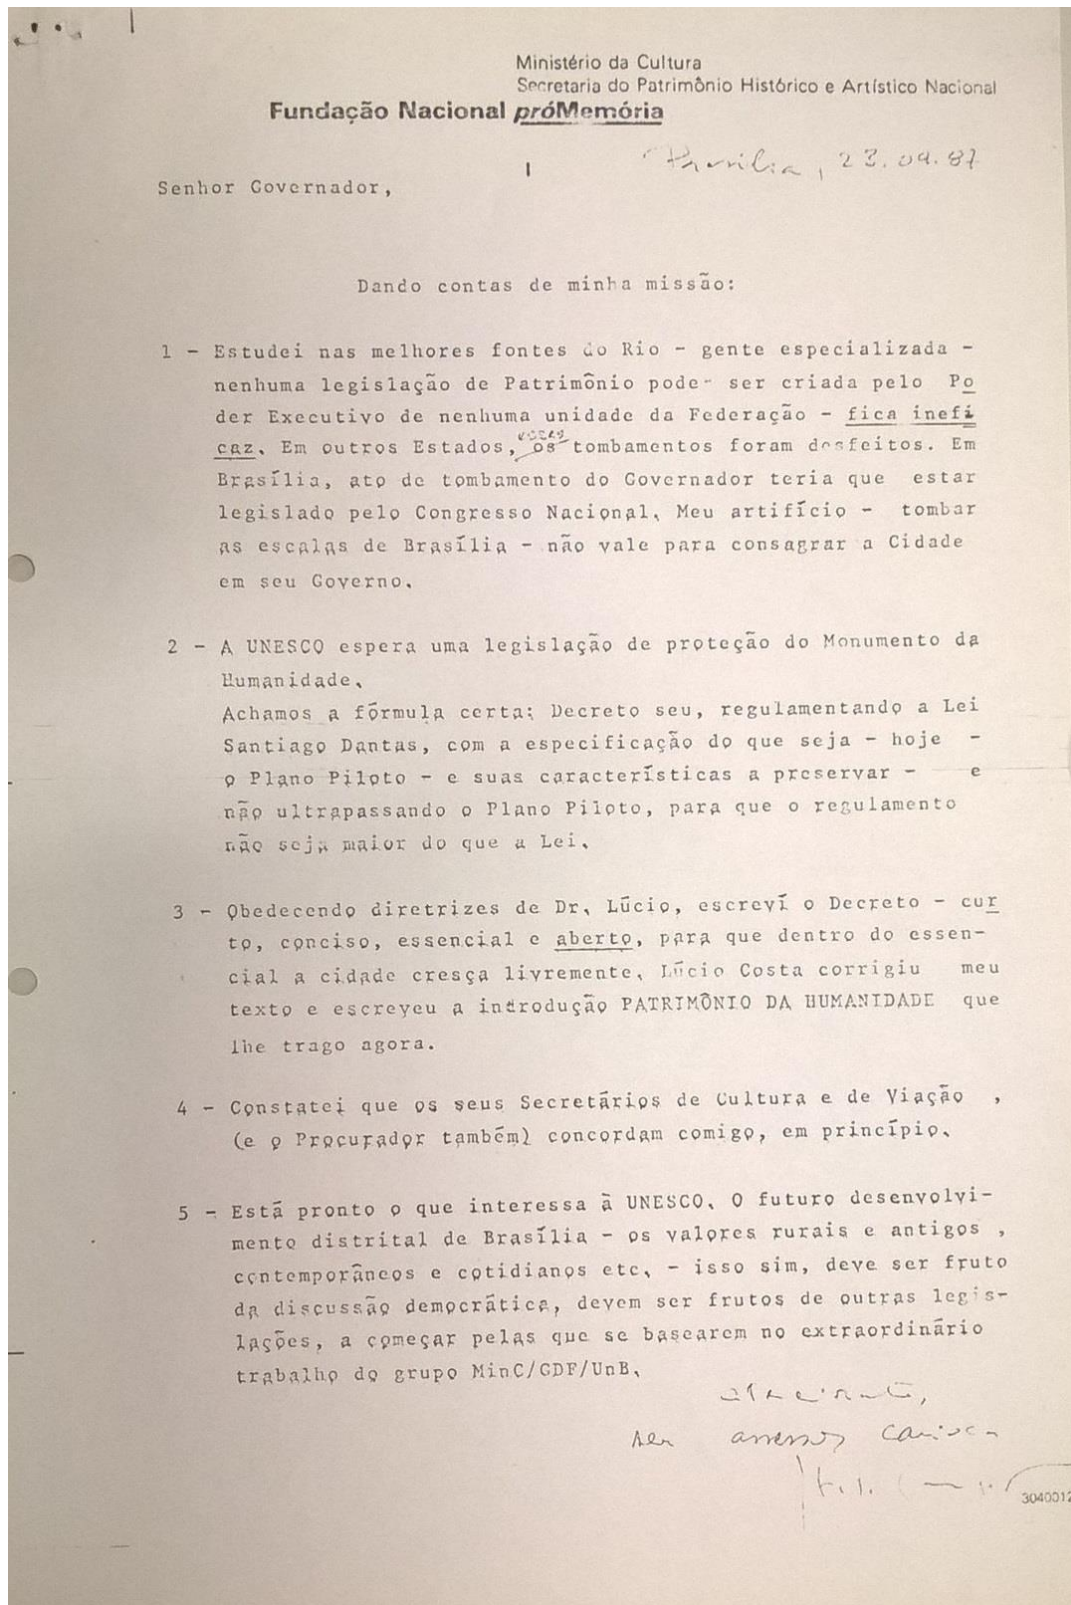 Ministério da Cultura
Secretaria do Patrimônio Histórico e Artístico Nacional
Fundação Nacional próMemória
Brasília, 23.09.87
Senhor Governador,
Dando contas de minha missão:
1 - Estudei nas melhores fontes do Rio - gente especializada -
nenhuma legislação de Patrimônio pode ser criada pelo Po
der Executivo de nenhuma unidade da Federação - fica inefi
caz. Em outros Estados, esses os tombamentos foram desfeitos. Em
Brasília, ato de tombamento do Governador teria que estar
legislado pelo Congresso Nacional. Meu artifício - tombar
as escalas de Brasília - não vale para consagrar a Cidade
em seu Governo.
2 - A UNESCO espera uma legislação de proteção do Monumento da
Humanidade.
Achamos a fórmula certa: Decreto seu, regulamentando a Lei
Santiago Dantas, com a especificação do que seja - hoje -
o Plano Piloto - e suas características a preservar - e
não ultrapassando o Plano Piloto, para que o regulamento
não seja maior do que a Lei.
3 - Obedecendo diretrizes de Dr. Lúcio, escreví o Decreto - cur
to, conciso, essencial e aberto, para que dentro do essen-
cial a cidade cresça livremente. Lúcio Costa corrigiu meu
texto e escreveu a introdução PATRIMÔNIO DA HUMANIDADE que
lhe trago agora.
4 - Constatei que os seus Secretários de Cultura e de Viação ,
(e o Procurador também) concordam comigo, em princípio.
5 - Está pronto o que interessa à UNESCO. O futuro desenvolvi-
mento distrital de Brasília - os valores rurais e antigos ,
contemporâneos e cotidianos etc. - isso sim, deve ser fruto
da discussão democrática, devem ser frutos de outras legis-
lações, a começar pelas que se basearem no extraordinário
trabalho do grupo MinC/GDF/UnB.
seu assessor carioca
3040012